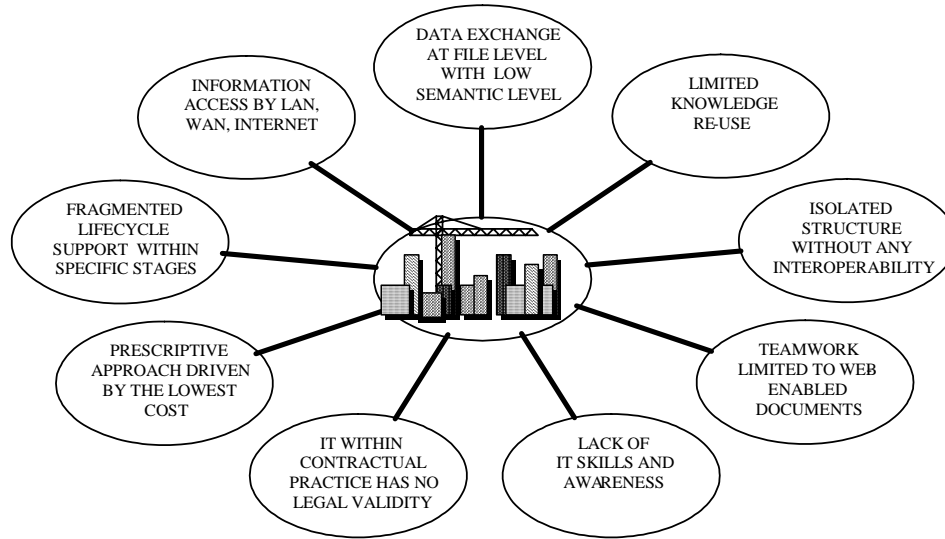 DATA EXCHANGE
AT FILE LEVEL
WITH LOW
SEMANTIC LEVEL
INFORMATION
ACCESS BY LAN,
WAN, INTERNET
LIMITED
KNOWLEDGE
RE-USE
FRAGMENTED
LIFECYCLE
SUPPORT WITHIN
SPECIFIC STAGES
ISOLATED
STRUCTURE
WITHOUT ANY
INTEROPERABILITY
PRESCRIPTIVE
APPROACH DRIVEN
BY THE LOWEST
COST
TEAMWORK
LIMITED TO WEB
ENABLED
DOCUMENTS
IT WITHIN
CONTRACTUAL
PRACTICE HAS NO
LEGAL VALIDITY
LACK OF
IT SKILLS AND
AWARENESS